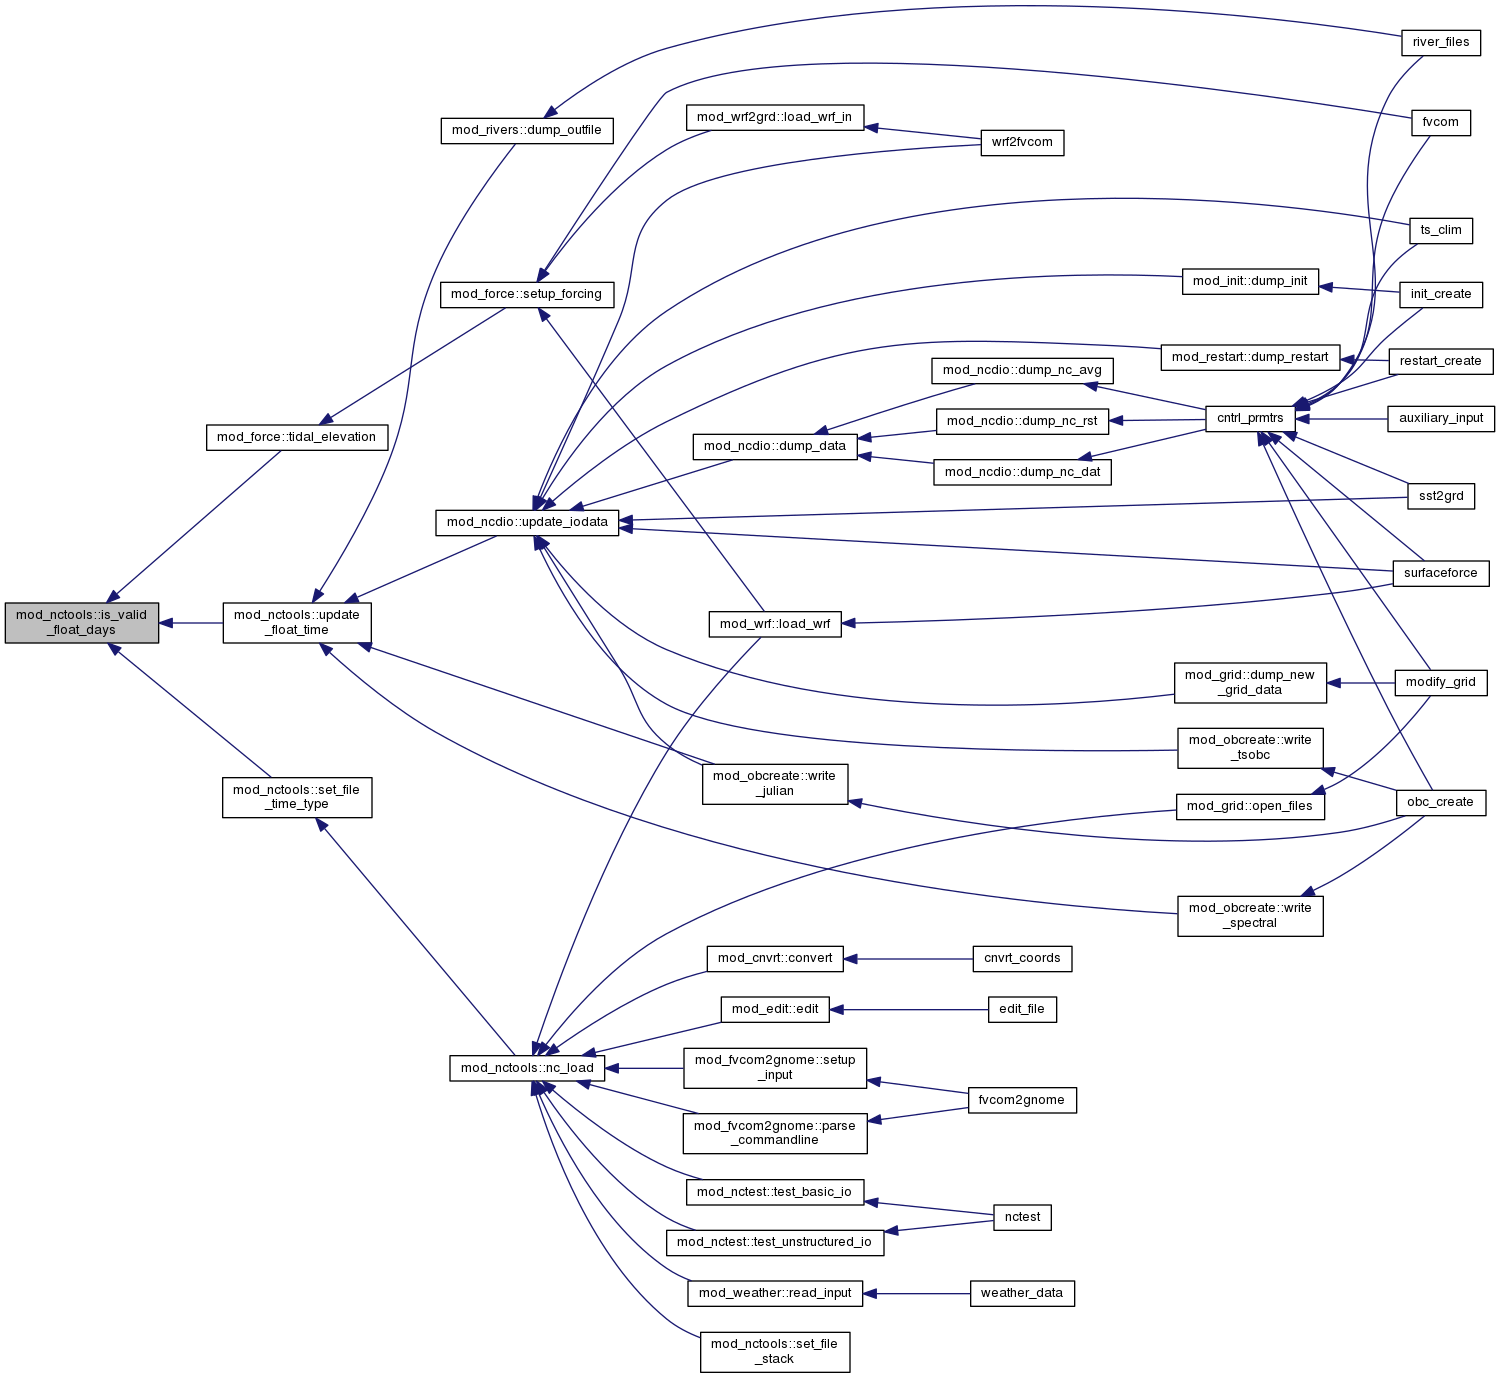 river_files
fvcom
mod_wrf2grd::load_wrf_in
mod_rivers::dump_outfile
wrf2fvcom
ts_clim
mod_init::dump_init
mod_force::setup_forcing
init_create
mod_restart::dump_restart
restart_create
mod_ncdio::dump_nc_avg
cntrl_prmtrs
auxiliary_input
mod_ncdio::dump_nc_rst
mod_force::tidal_elevation
mod_ncdio::dump_data
mod_ncdio::dump_nc_dat
sst2grd
mod_ncdio::update_iodata
surfaceforce
mod_nctools::is_valid
_float_days
mod_nctools::update
_float_time
mod_wrf::load_wrf
mod_grid::dump_new
_grid_data
modify_grid
mod_obcreate::write
_tsobc
mod_obcreate::write
_julian
mod_nctools::set_file
_time_type
mod_grid::open_files
obc_create
mod_obcreate::write
_spectral
mod_cnvrt::convert
cnvrt_coords
mod_edit::edit
edit_file
mod_nctools::nc_load
mod_fvcom2gnome::setup
_input
fvcom2gnome
mod_fvcom2gnome::parse
_commandline
mod_nctest::test_basic_io
nctest
mod_nctest::test_unstructured_io
mod_weather::read_input
weather_data
mod_nctools::set_file
_stack